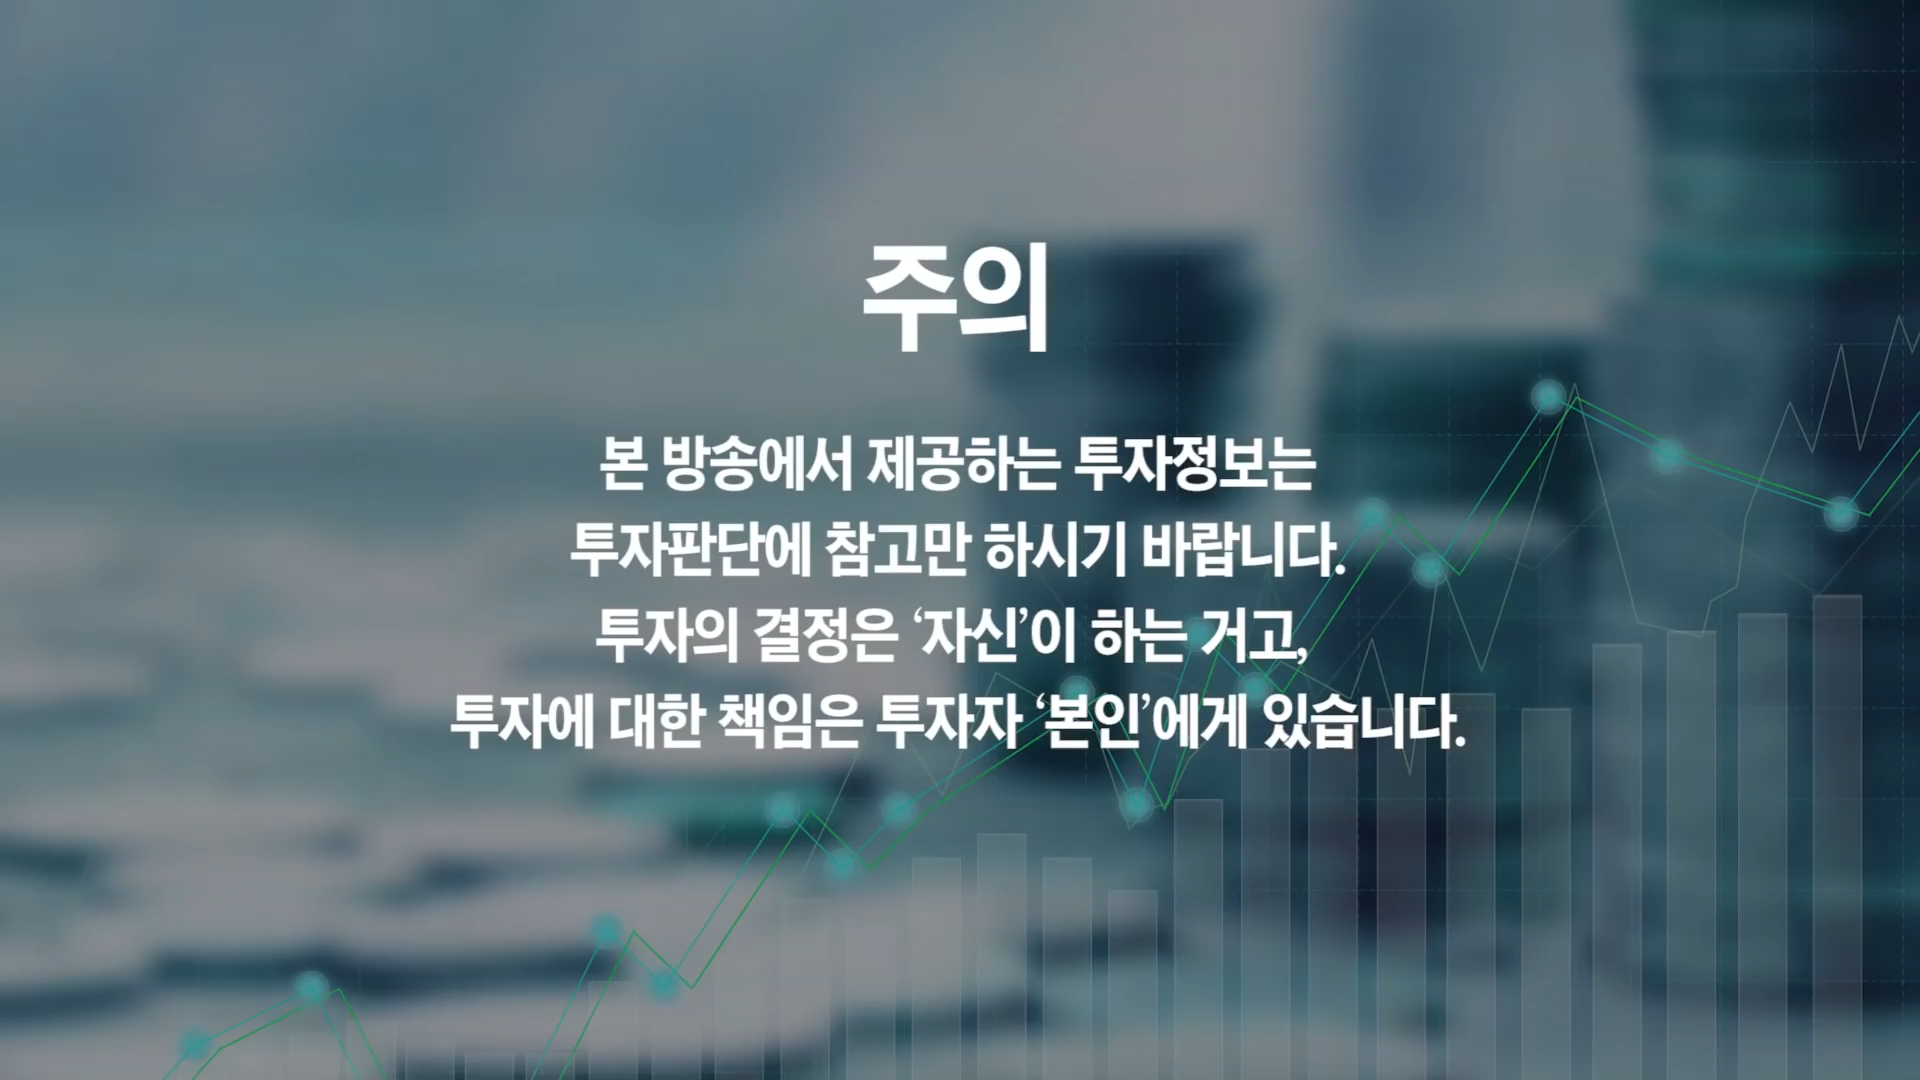 주의
본 방송에서 제공하는 투자정보는
투자판단에 참고만 하시기 바랍니다.
투자의 결정은 ‘자신’이 하는 거고,
투자에 대한 책임은 투자자 ‘본인’에게 있습니다.